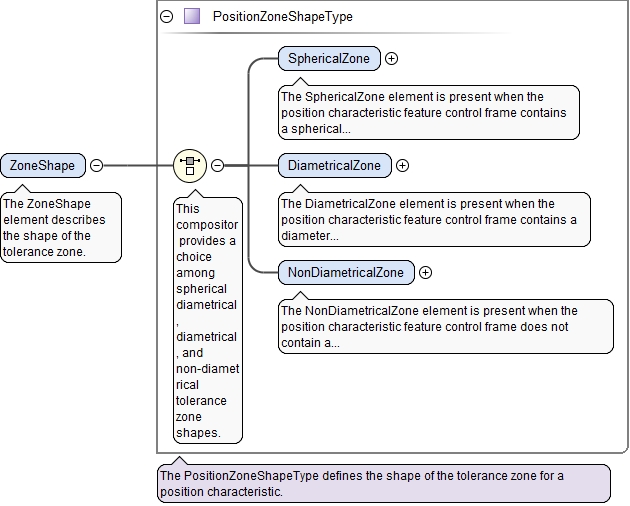 PositionZoneShapeType
SphericalZone
The SphericalZone element is present when the
position characteristic feature control frame contains
a spherical...
ZoneShape
The ZoneShape
element describes
the shape of the
tolerance zone.
This
compositor
provides a
choice
among
spherical
diametrical
,
diametrical
, and
non-diamet
rical
tolerance
zone
shapes.
DiametricalZone
The DiametricalZone element is present when the
position characteristic feature control frame contains a
diameter...
NonDiametricalZone
The NonDiametricalZone element is present when the
position characteristic feature control frame does not
contain a...
The PositionZoneShapeType defines the shape of the tolerance zone for a
position characteristic.